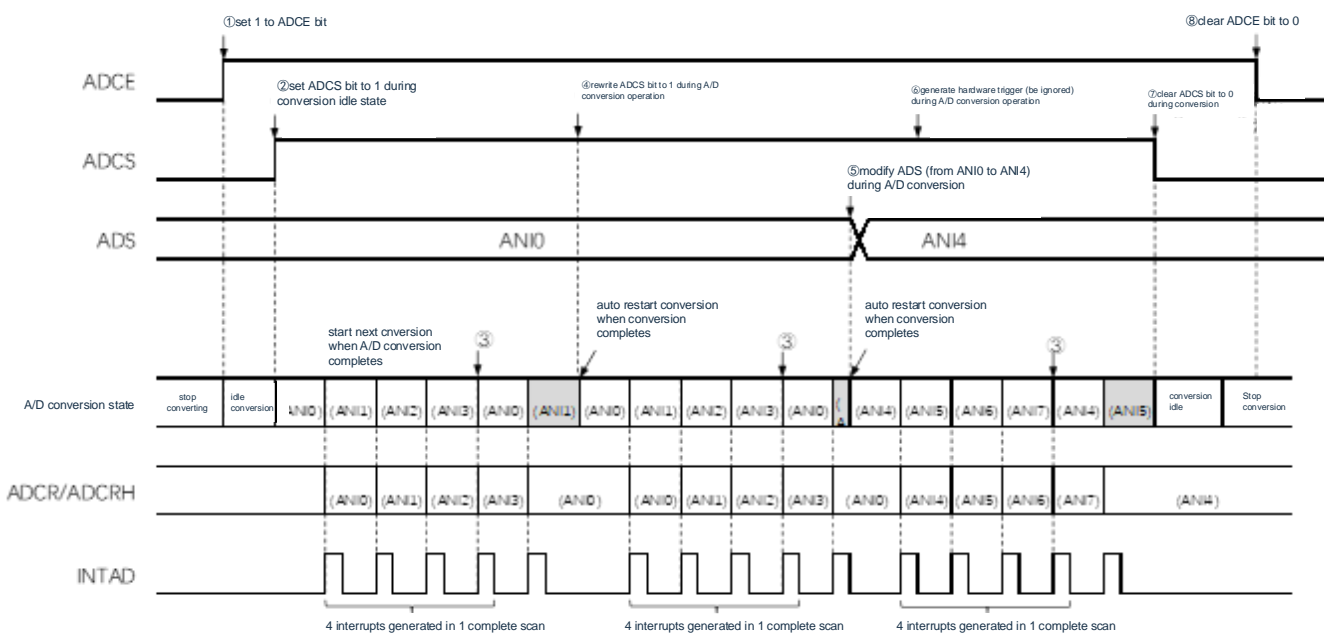 ①set 1 to ADCE bit
⑧clear ADCE bit to 0
ADCE
②set ADCS bit to 1 during
conversion idle state
④rewrite ADCS bit to 1 during A/D
conversion operation
⑥generate hardware trigger (be ignored)
during A/D conversion operation
⑦clear ADCS bit to 0
during conversion
ADCS
⑤modify ADS (from ANI0 to ANI4)
during A/D conversion
ADS
ANI0
ANI4
start next cnversion
when A/D conversion
completes
③
auto restart conversion
when conversion
completes
③
auto restart conversion
when conversion
completes
③
A/D conversion state
stop
converting
idle
conversion
ANI0) (ANI1) (ANI2) (ANI3) (ANI0) (ANI1) (ANI0) (ANI1) (ANI2) (ANI3) (ANI0) (A (ANI4) (ANI5) (ANI6) (ANI7) (ANI4) (ANI5)
conversion
idle
Stop
conversion
ADCR/ADCRH
(ANI0) (ANI1) (ANI2) (ANI3) (ANI0) (ANI0) (ANI1) (ANI2) (ANI3) (ANI0) (ANI4) (ANI5) (ANI6) (ANI7) (ANI4)
INTAD
4 interrupts generated in 1 complete scan
4 interrupts generated in 1 complete scan
4 interrupts generated in 1 complete scan